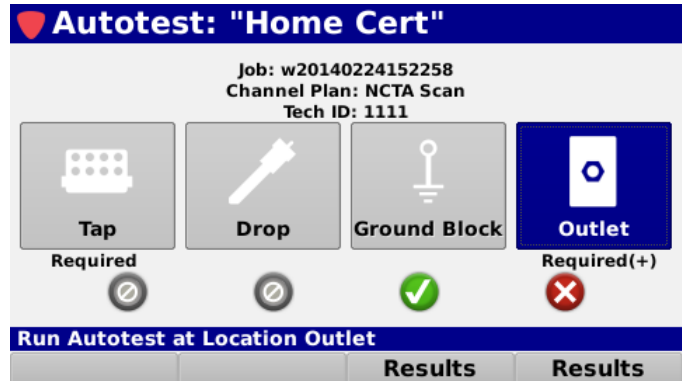 Autotest: "Home Cert"
Job: w20140224152258
Channel Plan: NCTA Scan
Tech ID: 1111
Tap Drop Ground Block Outlet
Required Required(+)
Run Autotest at Location Outlet
Results Results